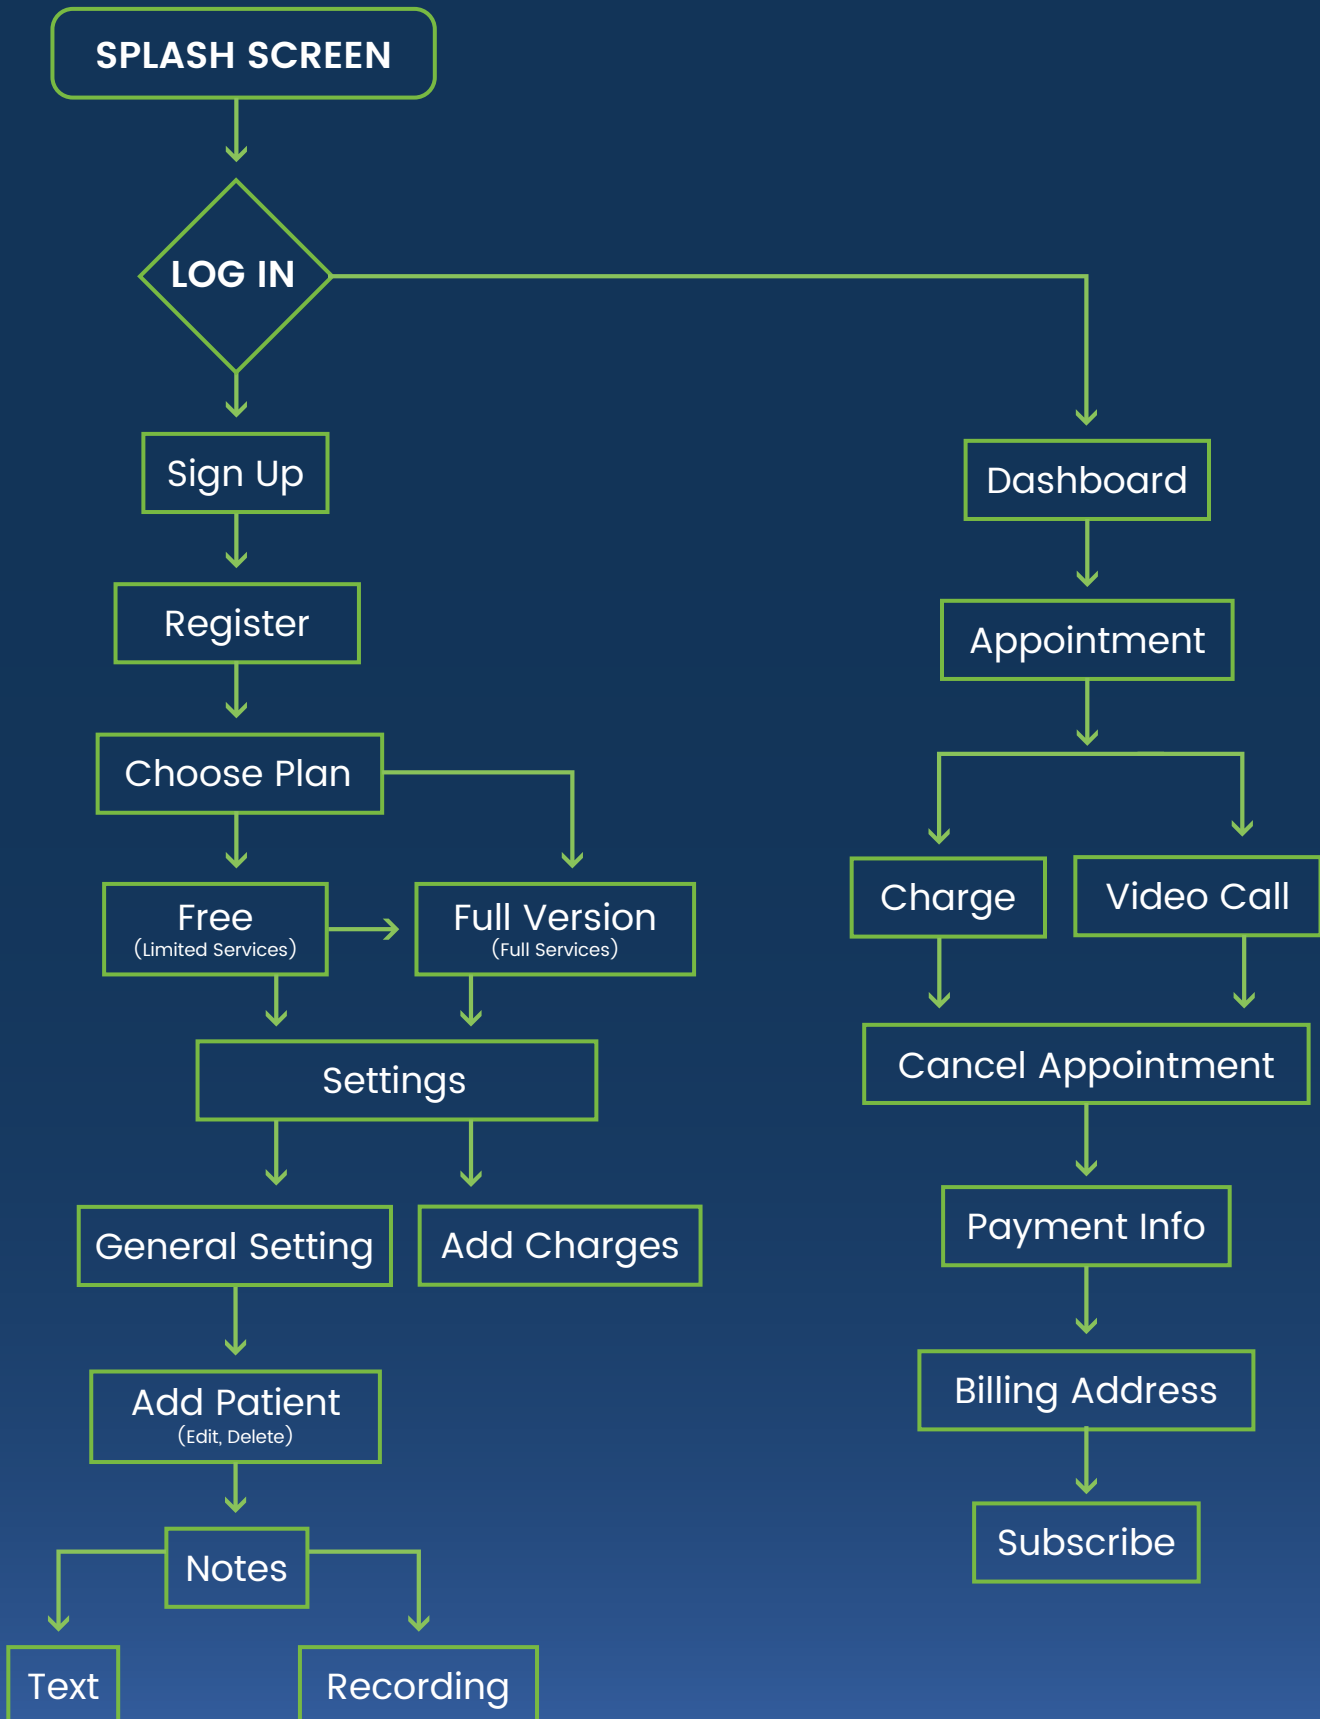 SPLASH SCREEN
LOG IN
Sign Up
Register
Choose Plan
Free
(Limited Services)
Full Version
(Full Services)
Settings
General Setting
Add Charges
Add Patient
(Edit, Delete)
Notes
Text
Recording
Dashboard
Appointment
Charge
Video Call
Cancel Appointment
Payment Info
Billing Address
Subscribe